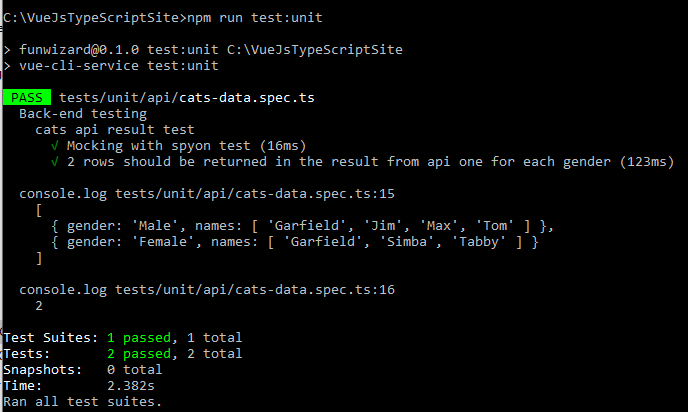 C:\VueJsTypeScriptSite>npm run test:unit
> funwizard@0.1.0 test:unit C:\VueJsTypeScriptSite
> vue-cli-service test:unit
PASS tests/unit/api/cats-data.spec.ts
Back-end testing
cats api result test
√ Mocking with spyon test (16ms)
√ 2 rows should be returned in the result from api one for each gender (123ms)
console.log tests/unit/api/cats-data.spec.ts:15
[
{ gender: 'Male', names: [ 'Garfield', 'Jim', 'Max', 'Tom' ] },
{ gender: 'Female', names: [ 'Garfield', 'Simba', 'Tabby' ] }
]
console.log tests/unit/api/cats-data.spec.ts:16
2
Test Suites: 1 passed, 1 total
Tests: 2 passed, 2 total
Snapshots: 0 total
Time: 2.382s
Ran all test suites.